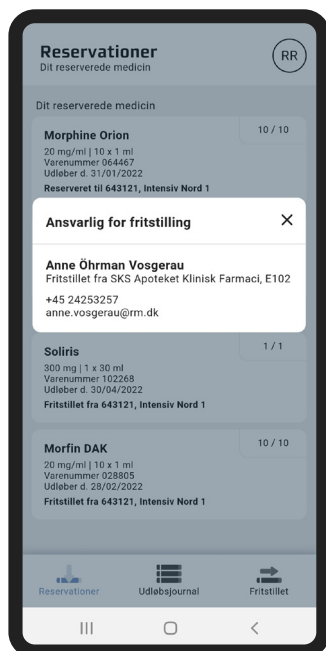 Reservationer
Dit reserverede medicin
RR
Dit reserverede medicin
Morphine Orion
10 / 10
20 mg/ml | 10 x 1 ml
Varenummer 064467
Udløber d. 31/01/2022
Reserveret til 643121, Intensiv Nord 1
Ansvarlig for fritstilling
Anne Öhrman Vosgerau
Fritstillet fra SKS Apoteket Klinisk Farmaci, E102
+45 24253257
anne.vosgerau@rm.dk
Soliris
1 / 1
300 mg | 1 x 30 ml
Varenummer 102268
Udløber d. 30/04/2022
Fritstillet fra 643121, Intensiv Nord 1
Morfin DAK
10 / 10
20 mg/ml | 10 x 1 ml
Varenummer 028805
Udløber d. 28/02/2022
Fritstillet fra 643121, Intensiv Nord 1
Reservationer
Udløbsjournal
Fritstillet